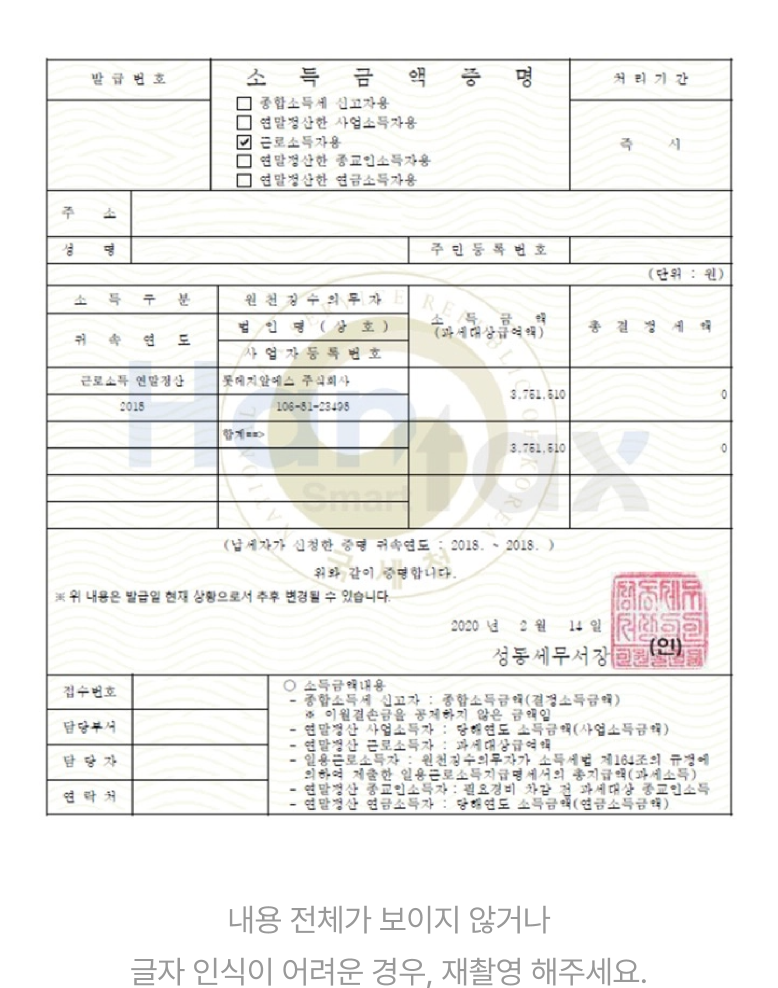 발급번호
소 득 금 액 증 명
처리기간
종합소득세 신고자용
연말정산한 사업소득자용
근로소득자용
연말정산한 종교인소득자용
연말정산한 연금소득자용
즉 시
주 소
성 명
주민등록번호
(단위 : 원)
소 득 구 분
원천징수의무자
소 득 금 액
(과세대상급여액)
총 결 정 세 액
귀 속 연 도
법 인 명 ( 상 호 )
사 업 자 등 록 번 호
근로소득 연말정산
롯데지알에스 주식회사
3,751,510
0
2018
106-81-23498
합계==>
3,751,510
0
Hantax
Smart
NATIONAL TAX SERVICE REPUBLIC OF KOREA
국세청
(납세자가 신청한 증명 귀속연도 : 2018. ~ 2018. )
위와 같이 증명합니다.
※ 위 내용은 발급일 현재 상황으로서 추후 변경될 수 있습니다.
2020 년 2 월 14 일
성동세무서장
(인)
접수번호
담당부서
담 당 자
연 락 처
○ 소득금액내용
- 종합소득세 신고자 : 종합소득금액(결정소득금액)
※ 이월결손금을 공제하지 않은 금액임
- 연말정산 사업소득자 : 당해연도 소득금액(사업소득금액)
- 연말정산 근로소득자 : 과세대상급여액
- 일용근로소득자 : 원천징수의무자가 소득세법 제164조의 규정에
의하여 제출한 일용근로소득지급명세서의 총지급액(과세소득)
- 연말정산 종교인소득자 : 필요경비 차감 전 과세대상 종교인소득
- 연말정산 연금소득자 : 당해연도 소득금액(연금소득금액)
내용 전체가 보이지 않거나
글자 인식이 어려운 경우, 재촬영 해주세요.